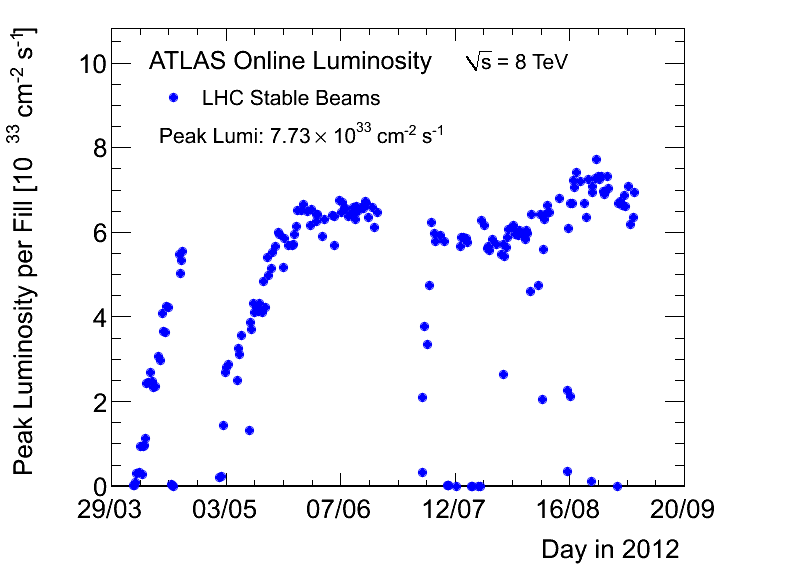 ATLAS Online Luminosity √s = 8 TeV
LHC Stable Beams
Peak Lumi: 7.73 × 10³³ cm⁻² s⁻¹
Peak Luminosity per Fill [10³³ cm⁻² s⁻¹]
10
8
6
4
2
0
29/03 03/05 07/06 12/07 16/08 20/09
Day in 2012